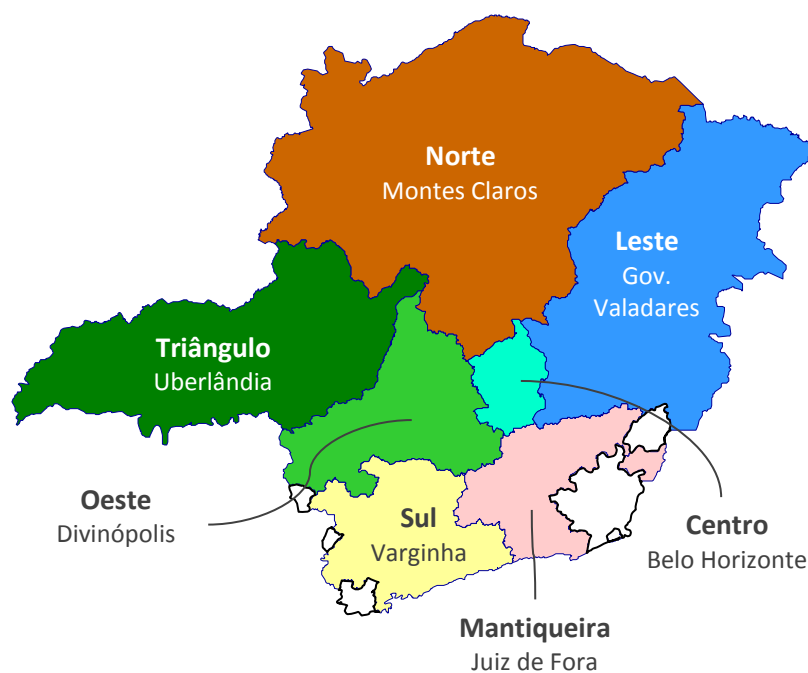 Norte
Montes Claros
Leste
Gov.
Valadares
Triângulo
Uberlândia
Oeste
Divinópolis
Sul
Varginha
Centro
Belo Horizonte
Mantiqueira
Juiz de Fora